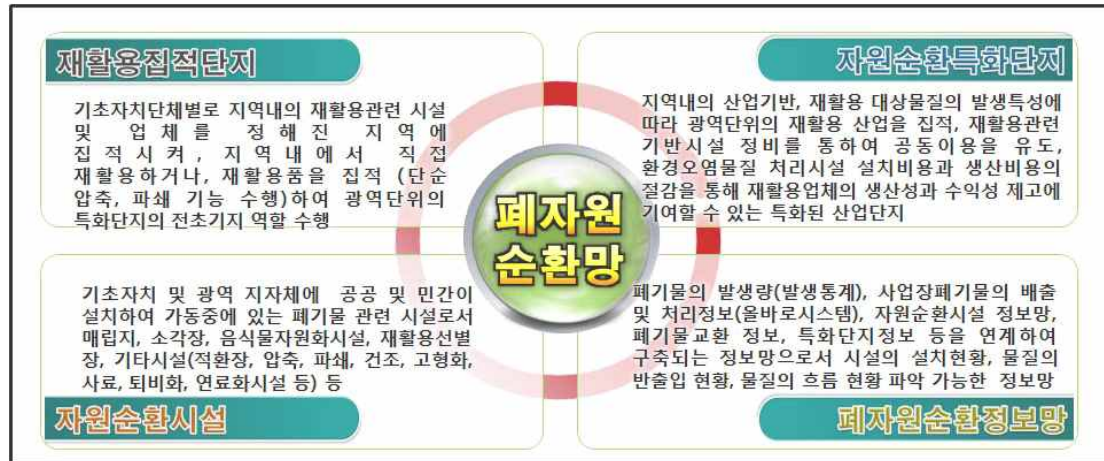 재활용집적단지
기초자치단체별로 지역내의 재활용관련 시설
및 업체를 정해진 지역에
집적시켜, 지역내에서 직접
재활용하거나, 재활용품을 집적 (단순
압축, 파쇄 기능 수행)하여 광역단위의
특화단지의 전초기지 역할 수행
자원순환특화단지
지역내의 산업기반, 재활용 대상물질의 발생특성에
따라 광역단위의 재활용 산업을 집적, 재활용관련
기반시설 정비를 통하여 공동이용을 유도,
환경오염물질 처리시설 설치비용과 생산비용의
절감을 통해 재활용업체의 생산성과 수익성 제고에
기여할 수 있는 특화된 산업단지
폐자원
순환망
기초자치 및 광역 지자체에 공공 및 민간이
설치하여 가동중에 있는 폐기물 관련 시설로서
매립지, 소각장, 음식물자원화시설, 재활용선별
장, 기타시설(적환장, 압축, 파쇄, 건조, 고형화,
사료, 퇴비화, 연료화시설 등) 등
자원순환시설
폐기물의 발생량(발생통계), 사업장폐기물의 배출
및 처리정보(올바로시스템), 자원순환시설 정보망,
폐기물교환 정보, 특화단지정보 등을 연계하여
구축되는 정보망으로서 시설의 설치현황, 물질의
반출입 현황, 물질의 흐름 현황 파악 가능한 정보망
폐자원순환정보망